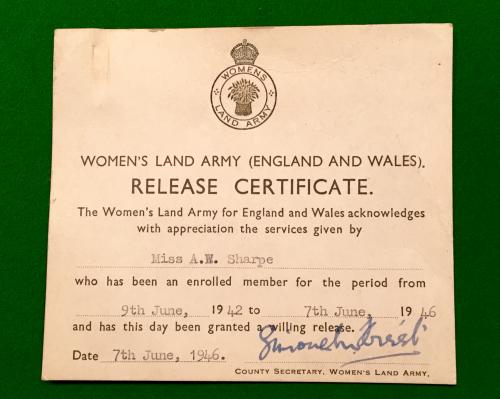 WOMENS
LAND ARMY
WOMEN'S LAND ARMY (ENGLAND AND WALES).
RELEASE CERTIFICATE.
The Women's Land Army for England and Wales acknowledges
with appreciation the services given by
Miss A.W. Sharpe
who has been an enrolled member for the period from
9th June, 1942 to 7th June, 1946
and has this day been granted a willing release.
Date 7th June, 1946.
COUNTY SECRETARY, WOMEN'S LAND ARMY,